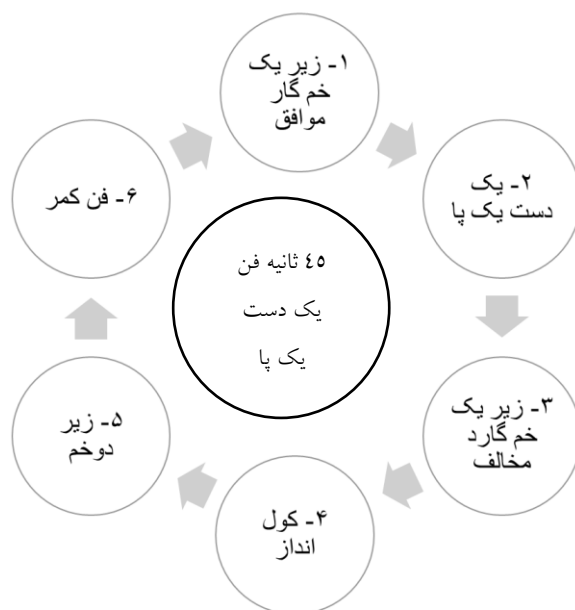 ۱- زیر یک
خم گار
موافق
۲- یک
دست یک پا
۳- زیر یک
خم گارد
مخالف
۴- کول
انداز
۵- زیر
دوخم
۶- فن کمر
٤٥ ثانیه فن
یک دست
یک پا